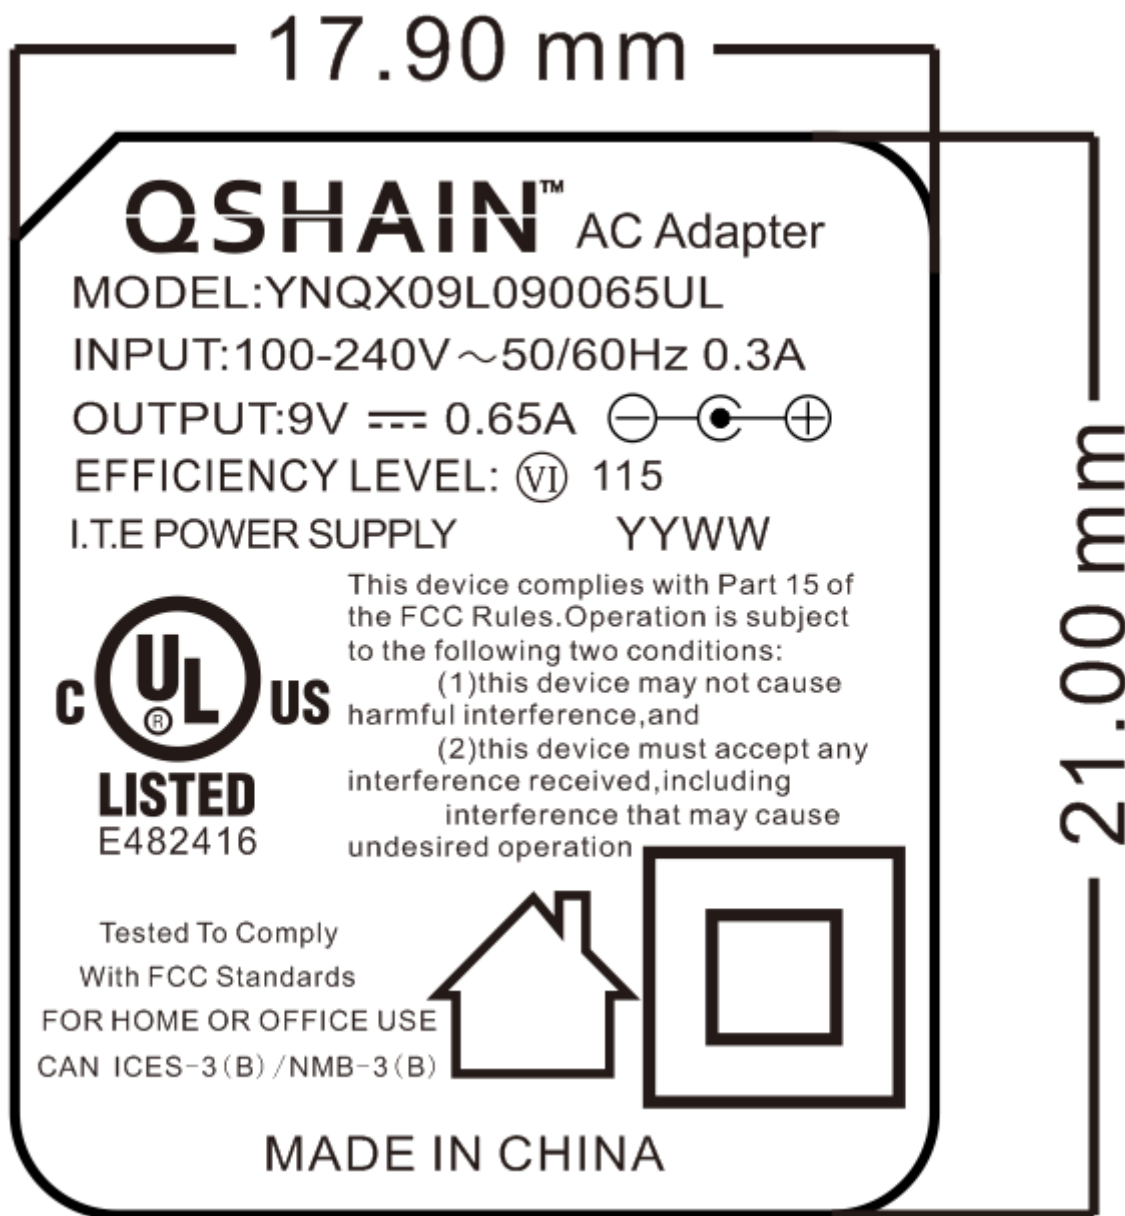 17.90 mm
QSHAIN™ AC Adapter
MODEL:YNQX09L090065UL
INPUT:100-240V～50/60Hz 0.3A
OUTPUT:9V ⎓ 0.65A
EFFICIENCY LEVEL: VI 115
I.T.E POWER SUPPLY YYWW
This device complies with Part 15 of
the FCC Rules.Operation is subject
to the following two conditions:
(1)this device may not cause
harmful interference,and
(2)this device must accept any
interference received,including
interference that may cause
undesired operation
C UL® US
LISTED
E482416
Tested To Comply
With FCC Standards
FOR HOME OR OFFICE USE
CAN ICES-3(B)/NMB-3(B)
MADE IN CHINA
21.00 mm